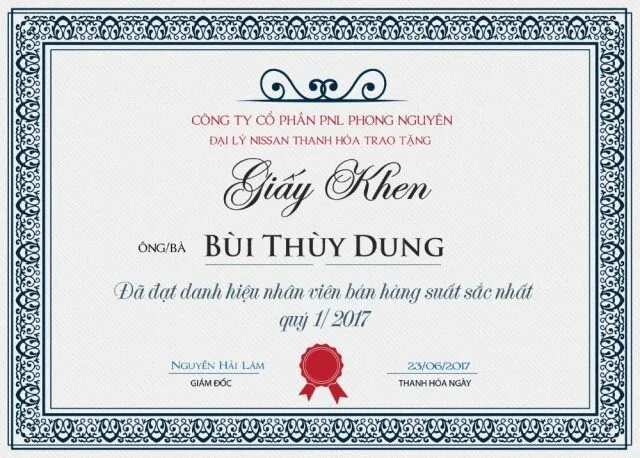 CÔNG TY CỔ PHẦN PNL PHONG NGUYÊN
ĐẠI LÝ NISSAN THANH HÓA TRAO TẶNG
Giấy Khen
ÔNG/BÀ BÙI THÙY DUNG
Đã đạt danh hiệu nhân viên bán hàng suất sắc nhất
quý 1/2017
NGUYỄN HẢI LÂM
GIÁM ĐỐC
23/06/2017
THANH HÓA NGÀY